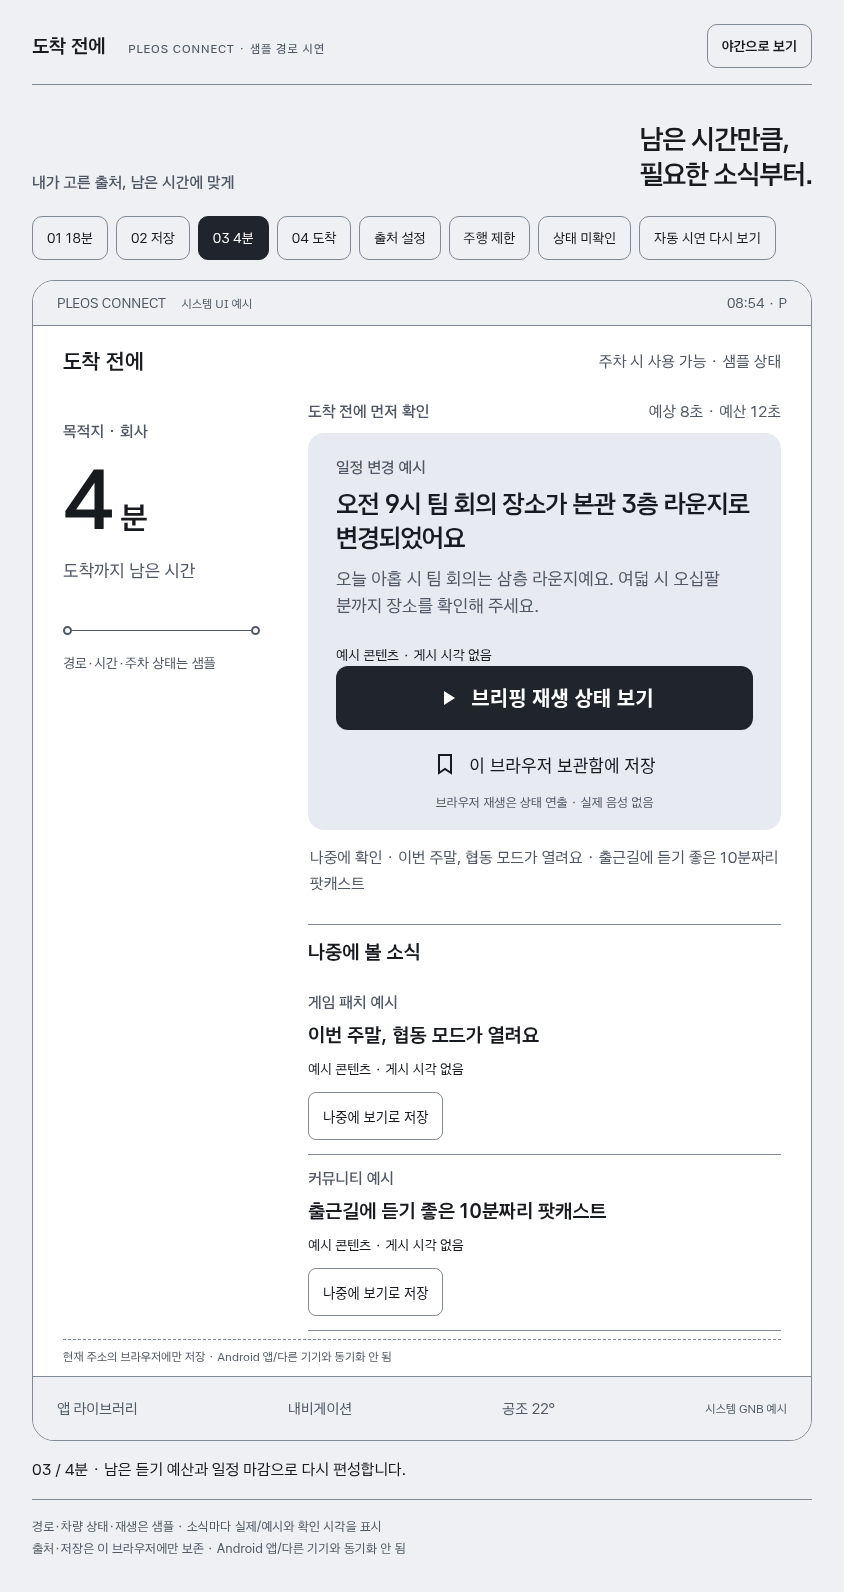 도착 전에
PLEOS CONNECT · 샘플 경로 시연
야간으로 보기
내가 고른 출처, 남은 시간에 맞게
남은 시간만큼,
필요한 소식부터.
01 18분
02 저장
03 4분
04 도착
출처 설정
주행 제한
상태 미확인
자동 시연 다시 보기
PLEOS CONNECT
시스템 UI 예시
08:54 · P
도착 전에
주차 시 사용 가능 · 샘플 상태
목적지 · 회사
4분
도착까지 남은 시간
경로·시간·주차 상태는 샘플
도착 전에 먼저 확인
예상 8초 · 예산 12초
일정 변경 예시
오전 9시 팀 회의 장소가 본관 3층 라운지로
변경되었어요
오늘 아홉 시 팀 회의는 삼층 라운지예요. 여덟 시 오십팔
분까지 장소를 확인해 주세요.
예시 콘텐츠 · 게시 시각 없음
브리핑 재생 상태 보기
이 브라우저 보관함에 저장
브라우저 재생은 상태 연출 · 실제 음성 없음
나중에 확인 · 이번 주말, 협동 모드가 열려요 · 출근길에 듣기 좋은 10분짜리
팟캐스트
나중에 볼 소식
게임 패치 예시
이번 주말, 협동 모드가 열려요
예시 콘텐츠 · 게시 시각 없음
나중에 보기로 저장
커뮤니티 예시
출근길에 듣기 좋은 10분짜리 팟캐스트
예시 콘텐츠 · 게시 시각 없음
나중에 보기로 저장
현재 주소의 브라우저에만 저장 · Android 앱/다른 기기와 동기화 안 됨
앱 라이브러리
내비게이션
공조 22°
시스템 GNB 예시
03 / 4분 · 남은 듣기 예산과 일정 마감으로 다시 편성합니다.
경로·차량 상태·재생은 샘플 · 소식마다 실제/예시와 확인 시각을 표시
출처·저장은 이 브라우저에만 보존 · Android 앱/다른 기기와 동기화 안 됨